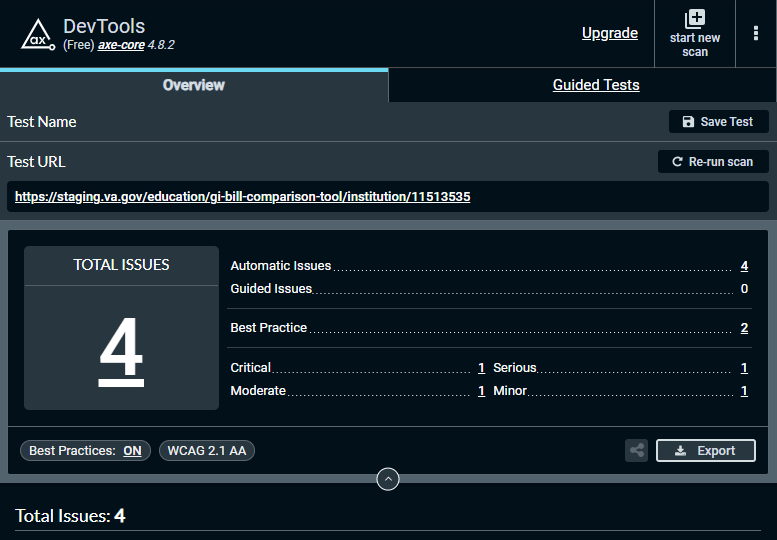 ax
DevTools
(Free) axe-core 4.8.2
Upgrade
start new
scan
Overview
Guided Tests
Test Name
Save Test
Test URL
Re-run scan
https://staging.va.gov/education/gi-bill-comparison-tool/institution/11513535
TOTAL ISSUES
4
Automatic Issues 4
Guided Issues 0
Best Practice 2
Critical 1 Serious 1
Moderate 1 Minor 1
Best Practices: ON WCAG 2.1 AA
Export
Total Issues: 4